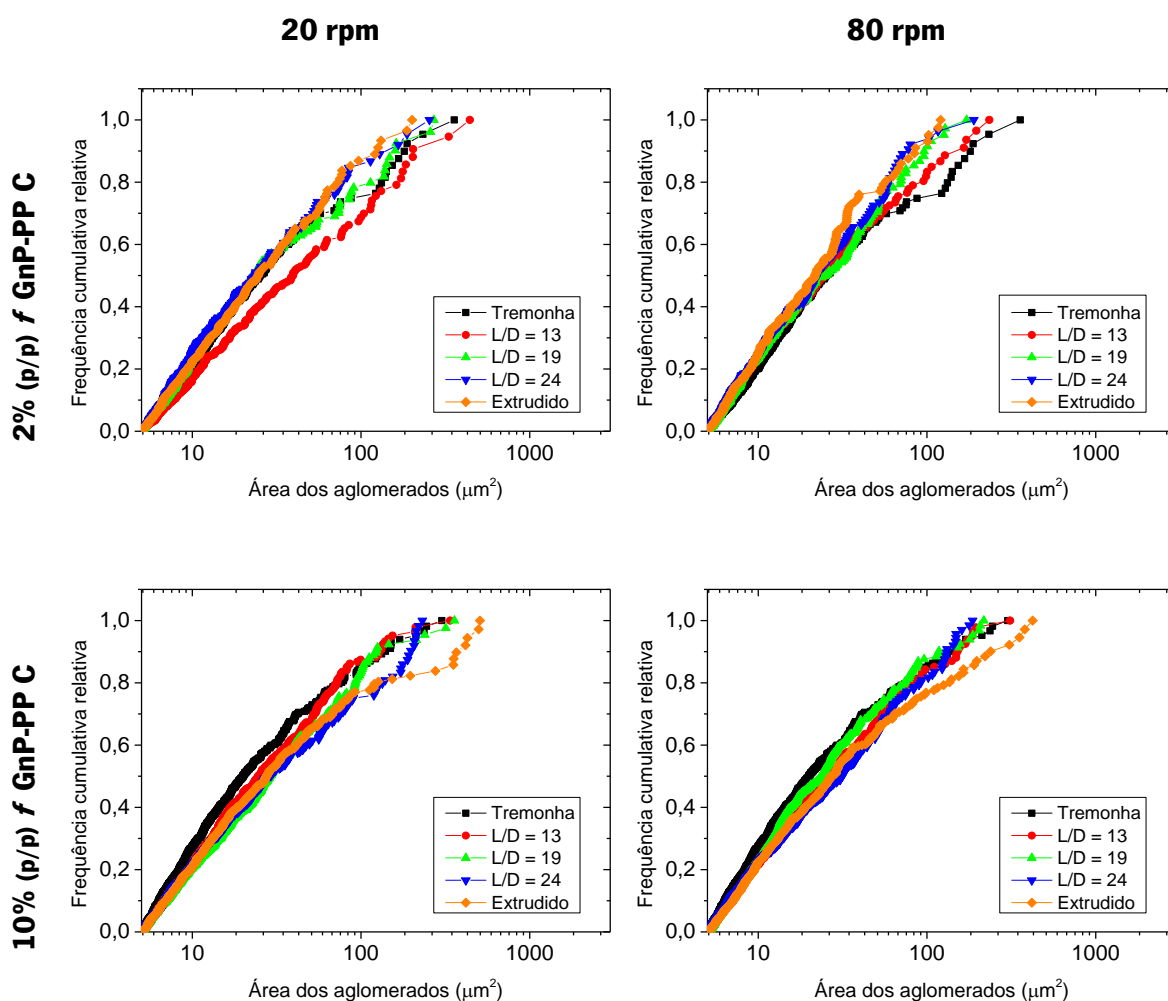 20 rpm
80 rpm
2% (p/p) f GnP-PP C
Frequência cumulativa relativa
1,0
0,8
0,6
0,4
0,2
0,0
Tremonha
L/D = 13
L/D = 19
L/D = 24
Extrudido
10
100
1000
Área dos aglomerados (μm²)
Frequência cumulativa relativa
1,0
0,8
0,6
0,4
0,2
0,0
Tremonha
L/D = 13
L/D = 19
L/D = 24
Extrudido
10
100
1000
Área dos aglomerados (μm²)
10% (p/p) f GnP-PP C
Frequência cumulativa relativa
1,0
0,8
0,6
0,4
0,2
0,0
Tremonha
L/D = 13
L/D = 19
L/D = 24
Extrudido
10
100
1000
Área dos aglomerados (μm²)
Frequência cumulativa relativa
1,0
0,8
0,6
0,4
0,2
0,0
Tremonha
L/D = 13
L/D = 19
L/D = 24
Extrudido
10
100
1000
Área dos aglomerados (μm²)